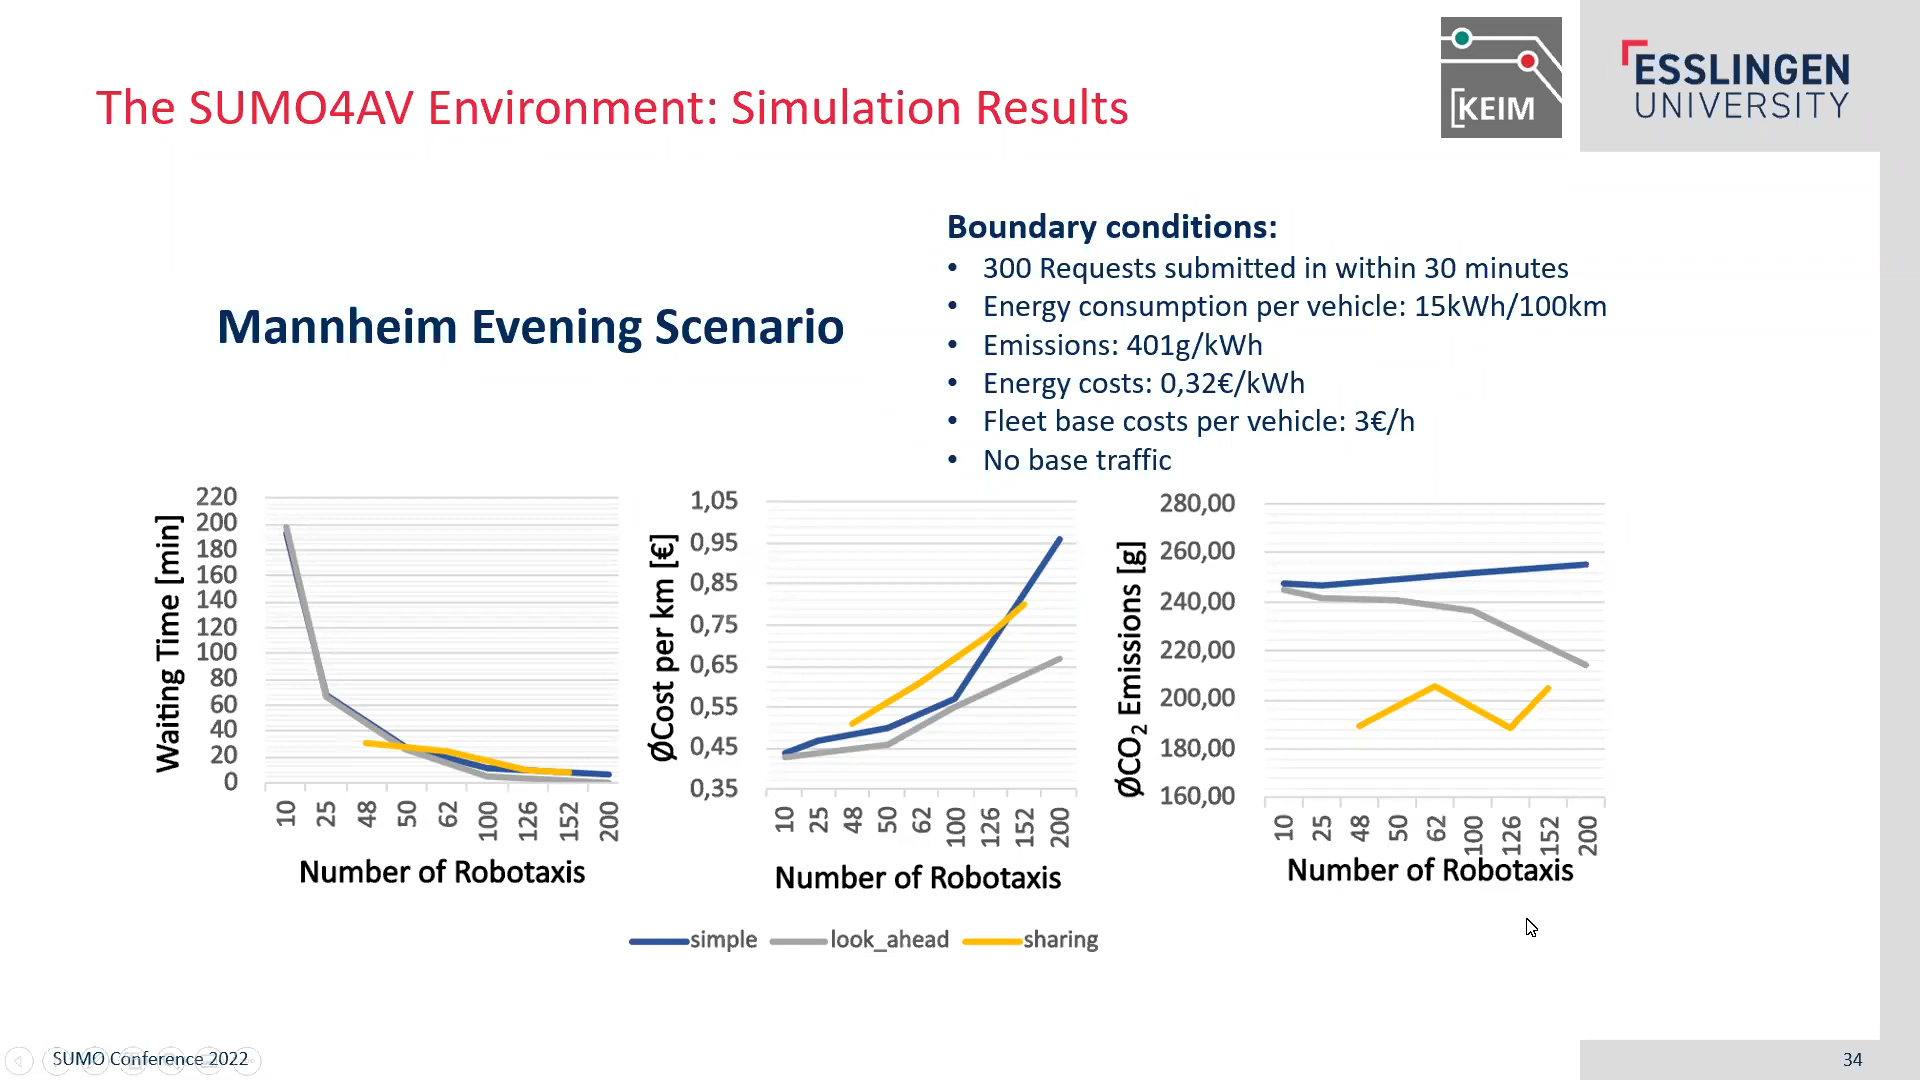 The SUMO4AV Environment: Simulation Results
[KEIM
ESSLINGEN
UNIVERSITY
Mannheim Evening Scenario
Boundary conditions:
• 300 Requests submitted in within 30 minutes
• Energy consumption per vehicle: 15kWh/100km
• Emissions: 401g/kWh
• Energy costs: 0,32€/kWh
• Fleet base costs per vehicle: 3€/h
• No base traffic
Waiting Time [min]
220
200
180
160
140
120
100
80
60
40
20
0
10 25 48 50 62 100 126 152 200
Number of Robotaxis
ØCost per km [€]
1,05
0,95
0,85
0,75
0,65
0,55
0,45
0,35
10 25 48 50 62 100 126 152 200
Number of Robotaxis
ØCO2 Emissions [g]
280,00
260,00
240,00
220,00
200,00
180,00
160,00
10 25 48 50 62 100 126 152 200
Number of Robotaxis
simple look_ahead sharing
SUMO Conference 2022
34